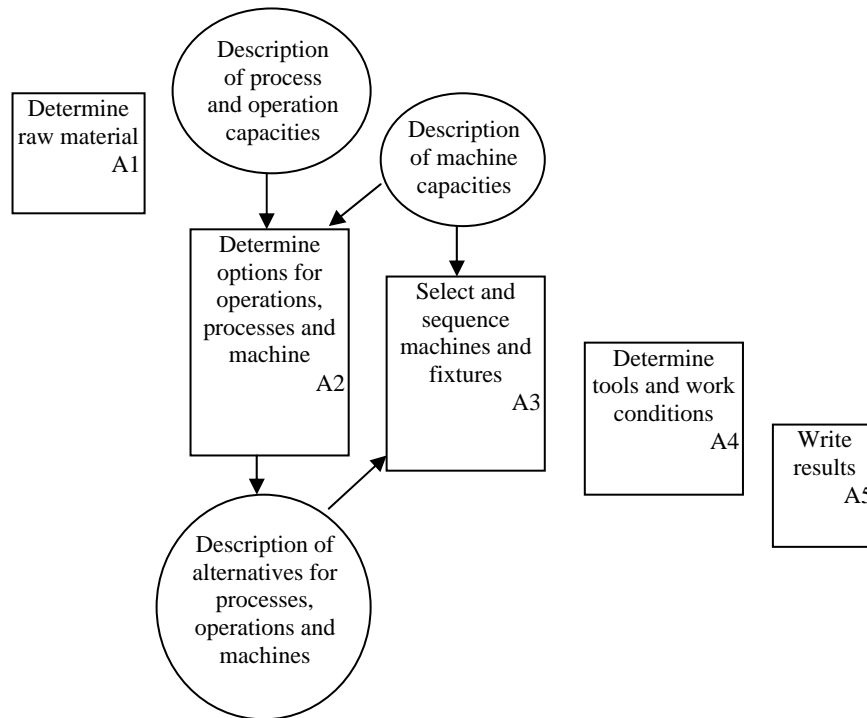 Determine
raw material
A1
Description
of process
and operation
capacities
Description
of machine
capacities
Determine
options for
operations,
processes and
machine
A2
Select and
sequence
machines and
fixtures
A3
Determine
tools and work
conditions
A4
Write
results
A5
Description of
alternatives for
processes,
operations and
machines